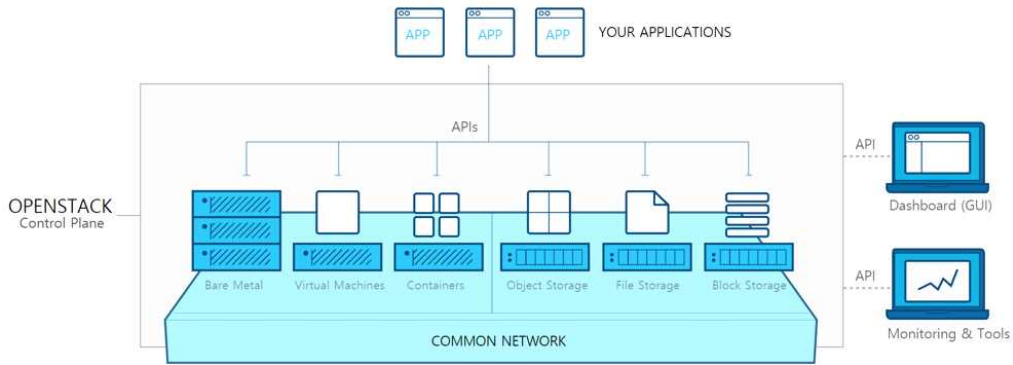 APP
APP
APP
YOUR APPLICATIONS
APIs
API
OPENSTACK
Control Plane
Dashboard (GUI)
Bare Metal
Virtual Machines
Containers
Object Storage
File Storage
Block Storage
API
Monitoring & Tools
COMMON NETWORK